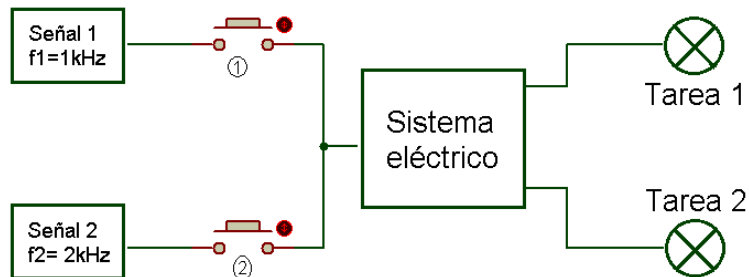 Señal 1
f1=1kHz
1
Sistema
eléctrico
Tarea 1
Señal 2
f2= 2kHz
2
Tarea 2